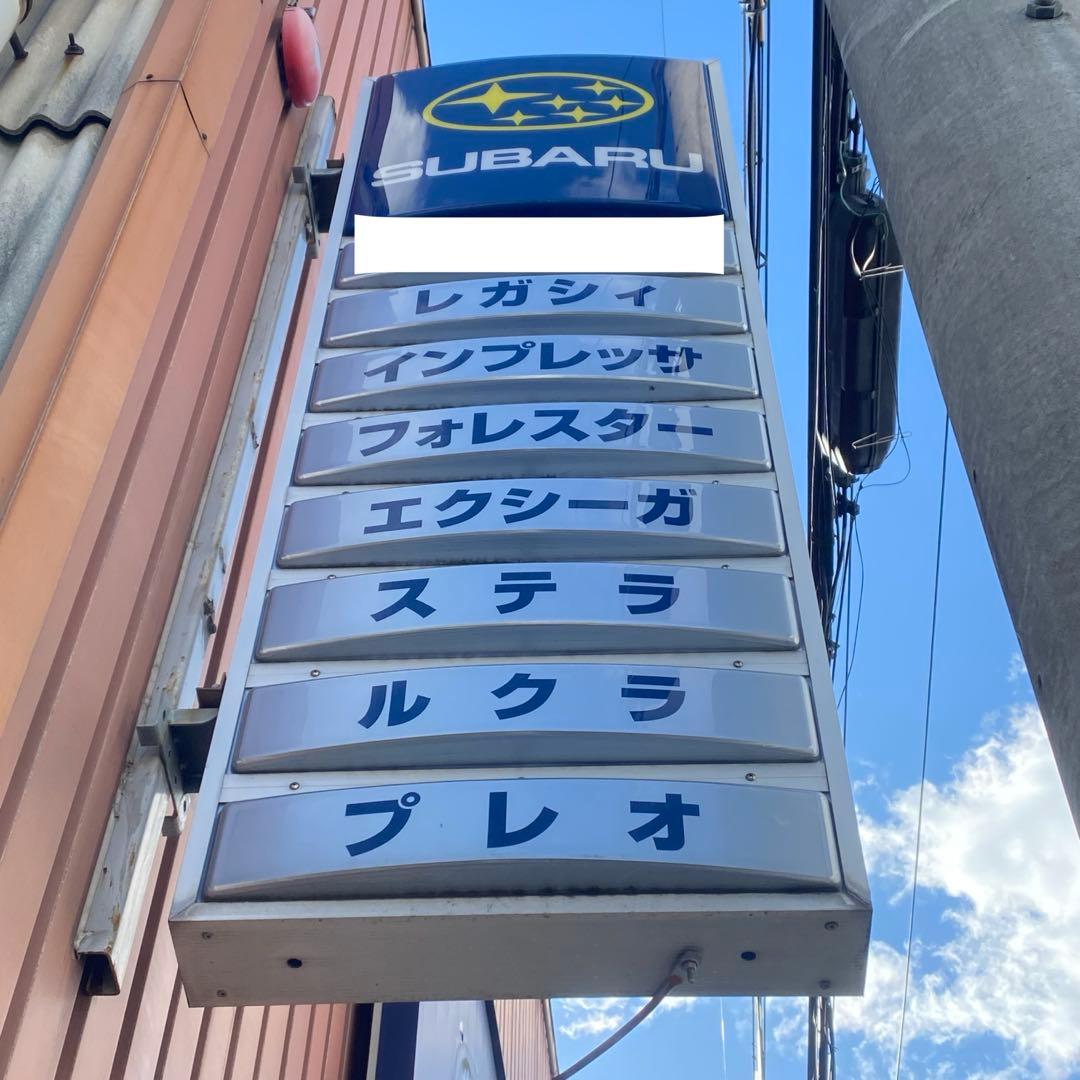 SUBARU
レガシィ
インプレッサ
フォレスター
エクシーガ
ステラ
ルクラ
プレオ